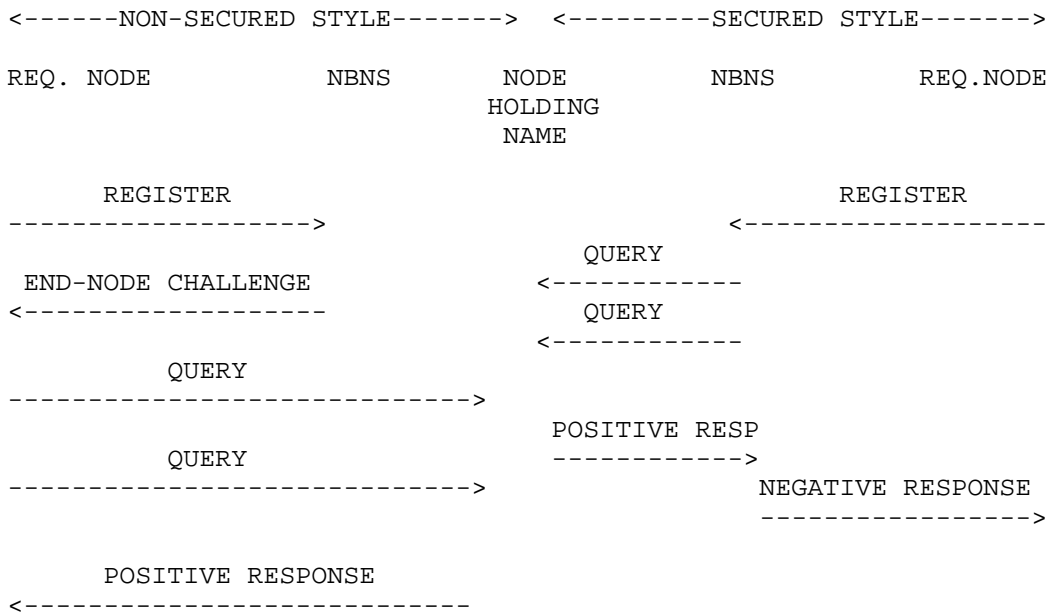 <------NON-SECURED STYLE-------> <---------SECURED STYLE------->
REQ. NODE NBNS NODE NBNS REQ.NODE
HOLDING
NAME
REGISTER REGISTER
-------------------> <-------------------
QUERY
END-NODE CHALLENGE <------------
<-------------------- QUERY
<------------
QUERY
----------------------------->
POSITIVE RESP
QUERY ------------>
-----------------------------> NEGATIVE RESPONSE
----------------->
POSITIVE RESPONSE
<----------------------------